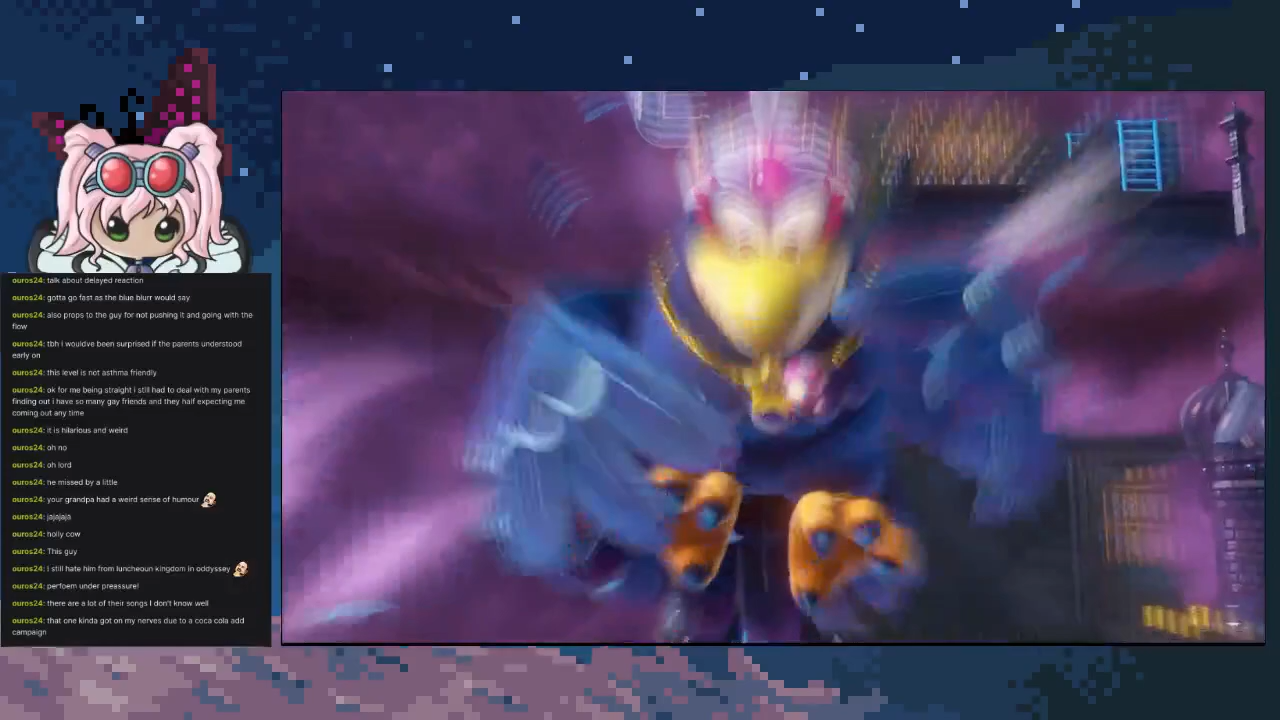 ouros24: talk about delayed reaction
ouros24: gotta go fast as the blue blurr would say
ouros24: also props to the guy for not pushing it and going with the
flow
ouros24: tbh i wouldve been surprised if the parents understood
early on
ouros24: this level is not asthma friendly
ouros24: ok for me being straight i still had to deal with my parents
finding out i have so many gay friends and they half expecting me
coming out any time
ouros24: it is hilarious and weird
ouros24: oh no
ouros24: oh lord
ouros24: he missed by a little
ouros24: your grandpa had a weird sense of humour
ouros24: jajajaja
ouros24: holly cow
ouros24: This guy
ouros24: I still hate him from luncheoun kingdom in oddyssey
ouros24: perfoem under preassure!
ouros24: there are a lot of their songs I don't know well
ouros24: that one kinda got on my nerves due to a coca cola add
campaign